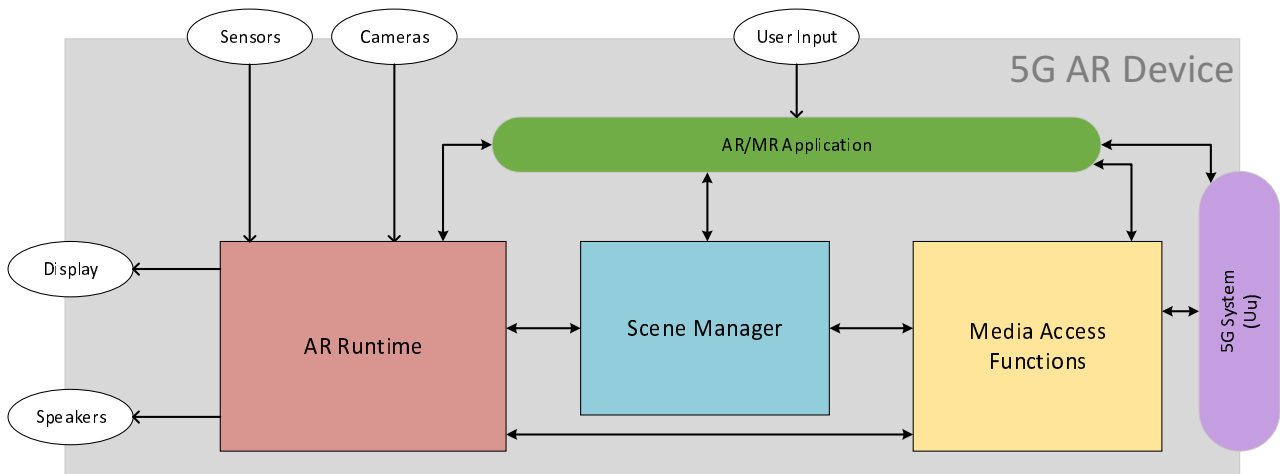 Sensors
Cameras
User Input
5G AR Device
AR/MR Application
Display
AR Runtime
Scene Manager
Media Access
Functions
5G System
(Uu)
Speakers